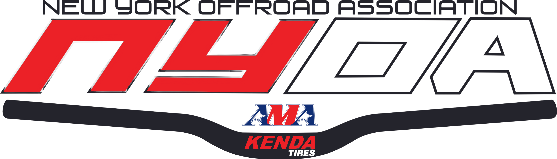 NEW YORK OFFROAD ASSOCIATION
NYOA
AMA
KENDA
TIRES